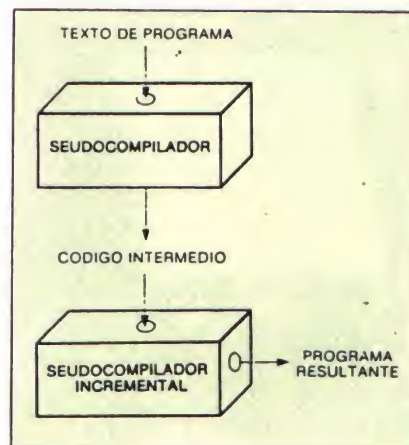 TEXTO DE PROGRAMA
SEUDOCOMPILADOR
CODIGO INTERMEDIO
SEUDOCOMPILADOR
INCREMENTAL
PROGRAMA
RESULTANTE